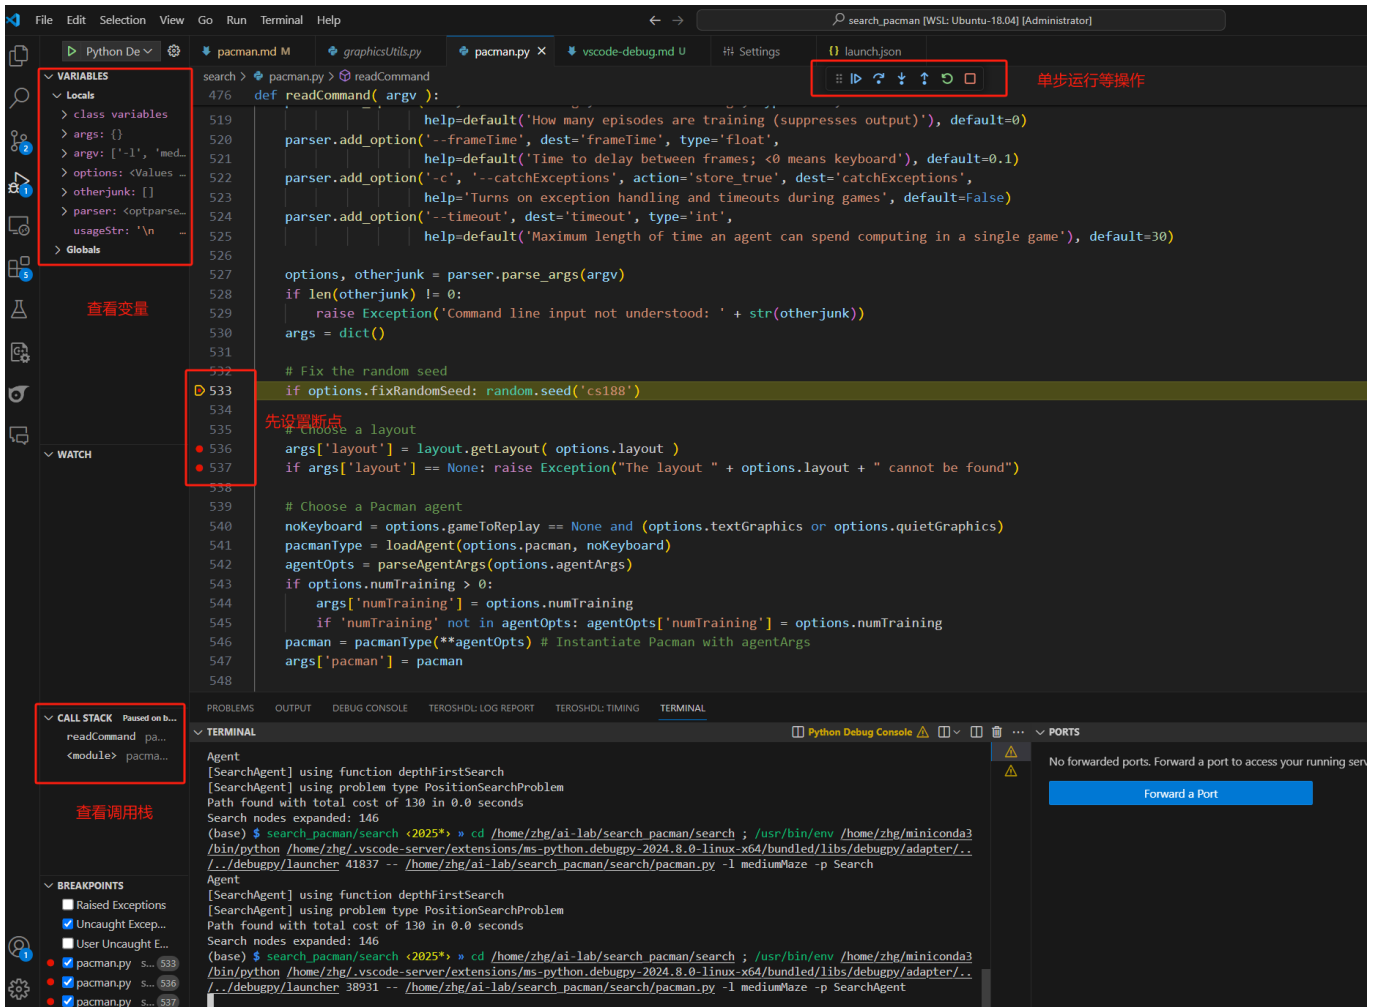 File Edit Selection View Go Run Terminal Help
search_pacman [WSL: Ubuntu-18.04] [Administrator]
Python De
pacman.md M
graphicsUtils.py
pacman.py
vscode-debug.md U
Settings
launch.json
VARIABLES
Locals
class variables
args: {}
argv: ['-l', 'med...
options: <Values ...
otherjunk: []
parser: <optparse...
usageStr: '\n ...
Globals
查看变量
WATCH
CALL STACK Paused on b...
readCommand pa...
<module> pacma...
查看调用栈
BREAKPOINTS
Raised Exceptions
Uncaught Excep...
User Uncaught E...
pacman.py s... 533
pacman.py s... 536
pacman.py s... 537
search > pacman.py > readCommand
单步运行等操作
476 def readCommand( argv ):
519 help=default('How many episodes are training (suppresses output)'), default=0)
520 parser.add_option('--frameTime', dest='frameTime', type='float',
521 help=default('Time to delay between frames; <0 means keyboard'), default=0.1)
522 parser.add_option('-c', '--catchExceptions', action='store_true', dest='catchExceptions',
523 help='Turns on exception handling and timeouts during games', default=False)
524 parser.add_option('--timeout', dest='timeout', type='int',
525 help=default('Maximum length of time an agent can spend computing in a single game'), default=30)
526
527 options, otherjunk = parser.parse_args(argv)
528 if len(otherjunk) != 0:
529 raise Exception('Command line input not understood: ' + str(otherjunk))
530 args = dict()
531
532 # Fix the random seed
533 if options.fixRandomSeed: random.seed('cs188')
534
先设置断点
535 # Choose a layout
536 args['layout'] = layout.getLayout( options.layout )
537 if args['layout'] == None: raise Exception("The layout " + options.layout + " cannot be found")
538
539 # Choose a Pacman agent
540 noKeyboard = options.gameToReplay == None and (options.textGraphics or options.quietGraphics)
541 pacmanType = loadAgent(options.pacman, noKeyboard)
542 agentOpts = parseAgentArgs(options.agentArgs)
543 if options.numTraining > 0:
544 args['numTraining'] = options.numTraining
545 if 'numTraining' not in agentOpts: agentOpts['numTraining'] = options.numTraining
546 pacman = pacmanType(**agentOpts) # Instantiate Pacman with agentArgs
547 args['pacman'] = pacman
548
PROBLEMS OUTPUT DEBUG CONSOLE TEROSHDL: LOG REPORT TEROSHDL: TIMING TERMINAL
TERMINAL
Python Debug Console
Agent
[SearchAgent] using function depthFirstSearch
[SearchAgent] using problem type PositionSearchProblem
Path found with total cost of 130 in 0.0 seconds
Search nodes expanded: 146
(base) $ search_pacman/search ‹2025*› » cd /home/zhg/ai-lab/search_pacman/search ; /usr/bin/env /home/zhg/miniconda3
/bin/python /home/zhg/.vscode-server/extensions/ms-python.debugpy-2024.8.0-linux-x64/bundled/libs/debugpy/adapter/..
/../debugpy/launcher 41837 -- /home/zhg/ai-lab/search_pacman/search/pacman.py -l mediumMaze -p Search
Agent
[SearchAgent] using function depthFirstSearch
[SearchAgent] using problem type PositionSearchProblem
Path found with total cost of 130 in 0.0 seconds
Search nodes expanded: 146
(base) $ search_pacman/search ‹2025*› » cd /home/zhg/ai-lab/search_pacman/search ; /usr/bin/env /home/zhg/miniconda3
/bin/python /home/zhg/.vscode-server/extensions/ms-python.debugpy-2024.8.0-linux-x64/bundled/libs/debugpy/adapter/..
/../debugpy/launcher 38931 -- /home/zhg/ai-lab/search_pacman/search/pacman.py -l mediumMaze -p SearchAgent
PORTS
No forwarded ports. Forward a port to access your running serv
Forward a Port
2
1
5
1